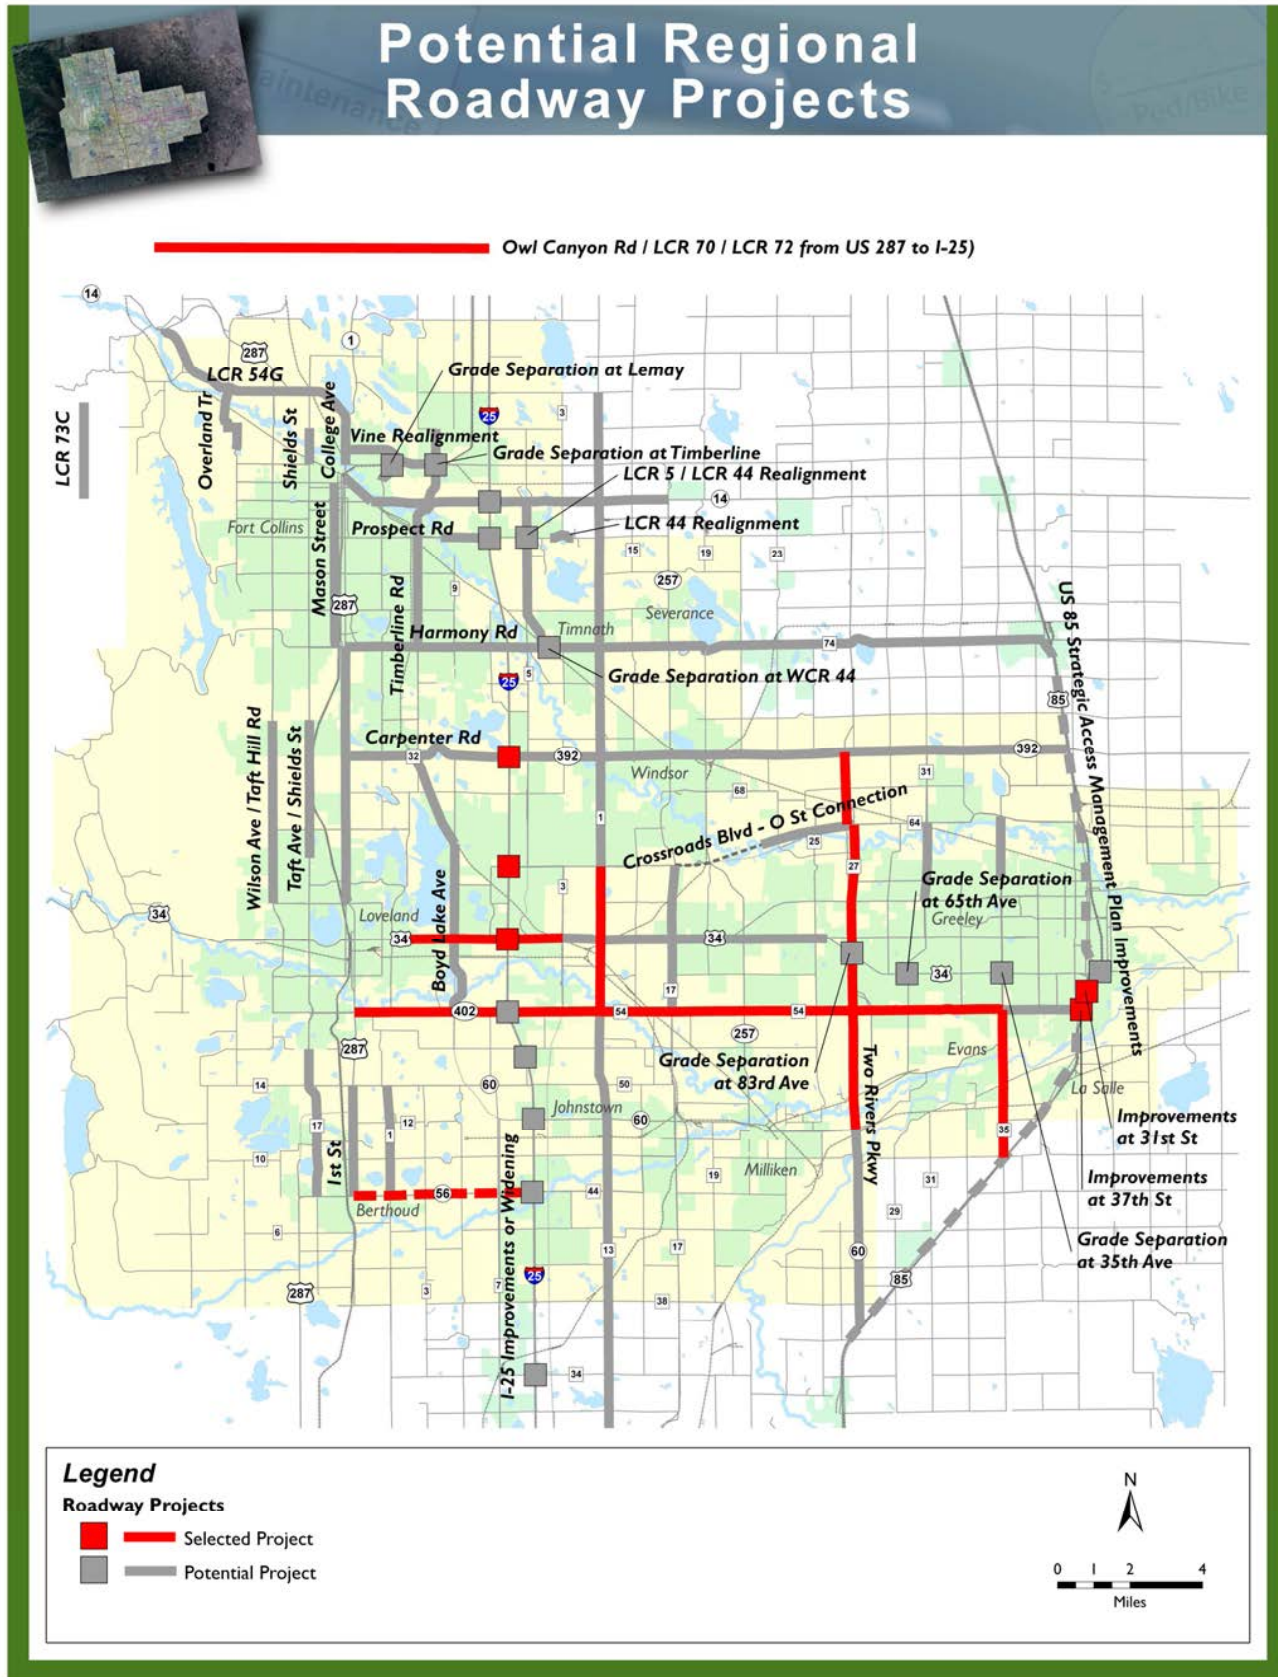 Potential Regional
Roadway Projects
Maintenance
Ped/Bike
Owl Canyon Rd / LCR 70 / LCR 72 from US 287 to I-25)
14
1
287
LCR 54G
Grade Separation at Lemay
25
3
LCR 73C
Overland Tr
Shields St
College Ave
Vine Realignment
Grade Separation at Timberline
LCR 5 / LCR 44 Realignment
14
Fort Collins
Mason Street
Prospect Rd
LCR 44 Realignment
15
19
23
257
9
287
Timberline Rd
Severance
Harmony Rd
Timnath
74
US 85 Strategic Access Management Plan Improvements
25
5
Grade Separation at WCR 44
85
Wilson Ave / Taft Hill Rd
Taft Ave / Shields St
Carpenter Rd
32
392
392
Windsor
31
68
1
Crossroads Blvd - O St Connection
25
64
27
3
Boyd Lake Ave
Grade Separation
at 65th Ave
Greeley
34
Loveland
34
34
34
17
402
54
54
257
287
Grade Separation
at 83rd Ave
Two Rivers Pkwy
Evans
La Salle
14
60
50
Johnstown
60
17
1
12
35
Improvements
at 31st St
10
1st St
Milliken
19
31
Improvements
at 37th St
56
44
Berthoud
29
6
I-25 Improvements or Widening
13
17
60
Grade Separation
at 35th Ave
25
85
287
3
7
38
34
Legend
Roadway Projects
Selected Project
Potential Project
N
0 1 2 4
Miles